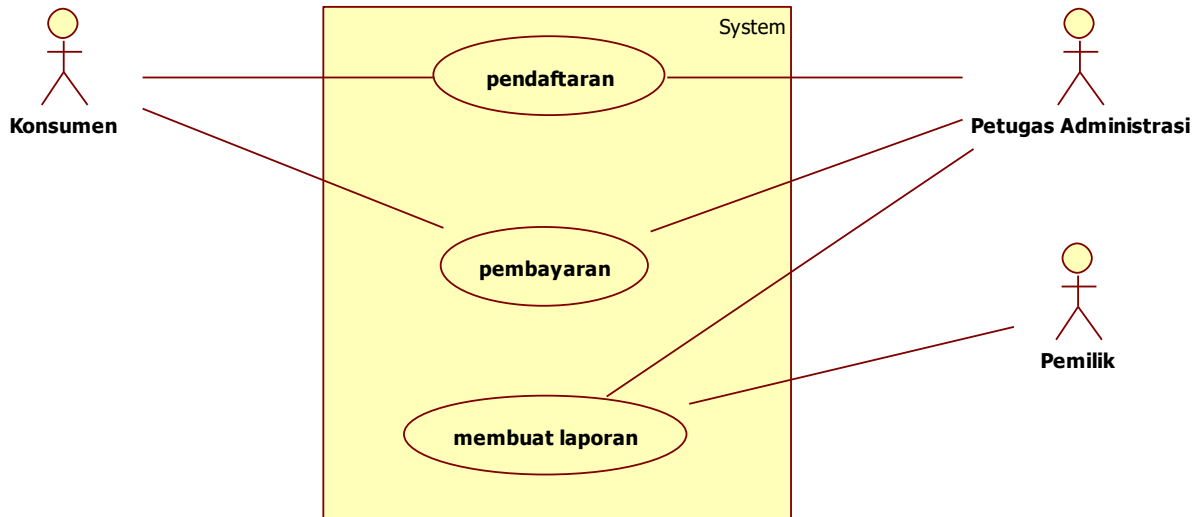 System
pendaftaran
Konsumen
Petugas Administrasi
pembayaran
Pemilik
membuat laporan